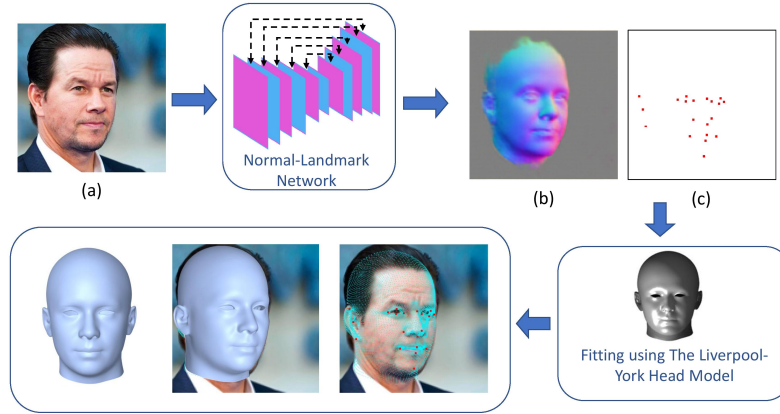 Normal-Landmark
Network
(a)
(b)
(c)
Fitting using The Liverpool-
York Head Model